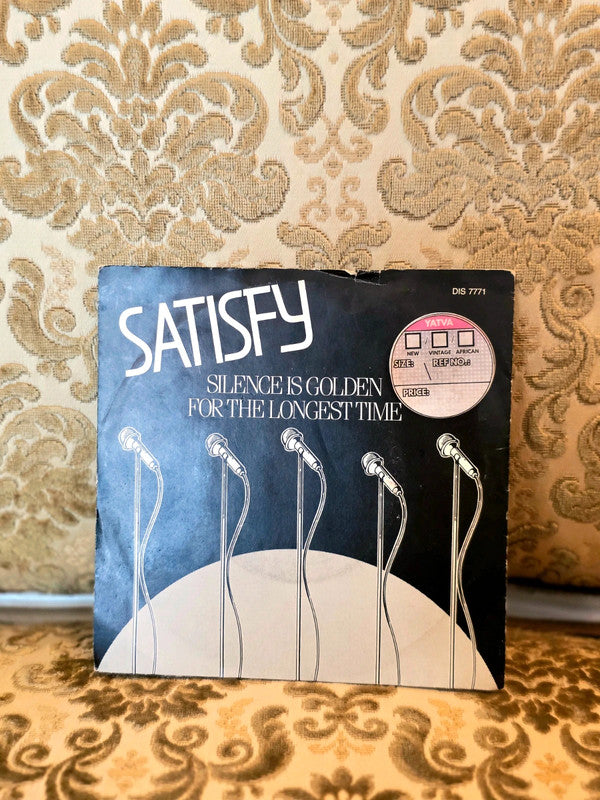 SATISFY
DIS 7771
SILENCE IS GOLDEN
FOR THE LONGEST TIME
YATVA
NEW VINTAGE AFRICAN
SIZE: \ REF NO.:
PRICE: